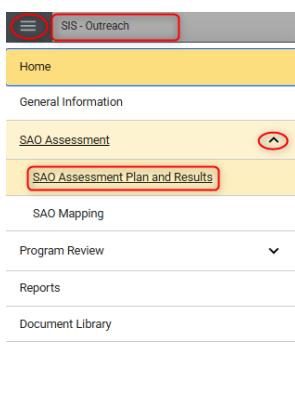 SIS - Outreach
Home
General Information
SAO Assessment
SAO Assessment Plan and Results
SAO Mapping
Program Review
Reports
Document Library